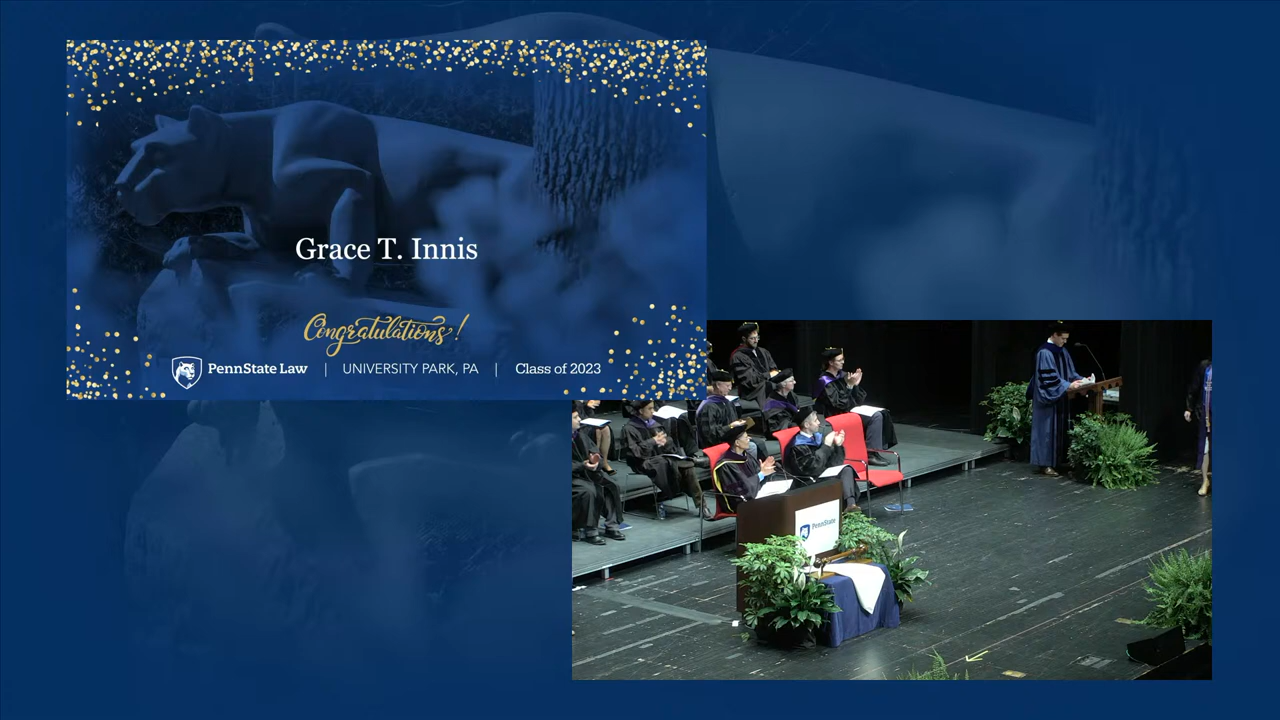 Grace T. Innis
Congratulations!
PennState Law | UNIVERSITY PARK, PA | Class of 2023
PennState